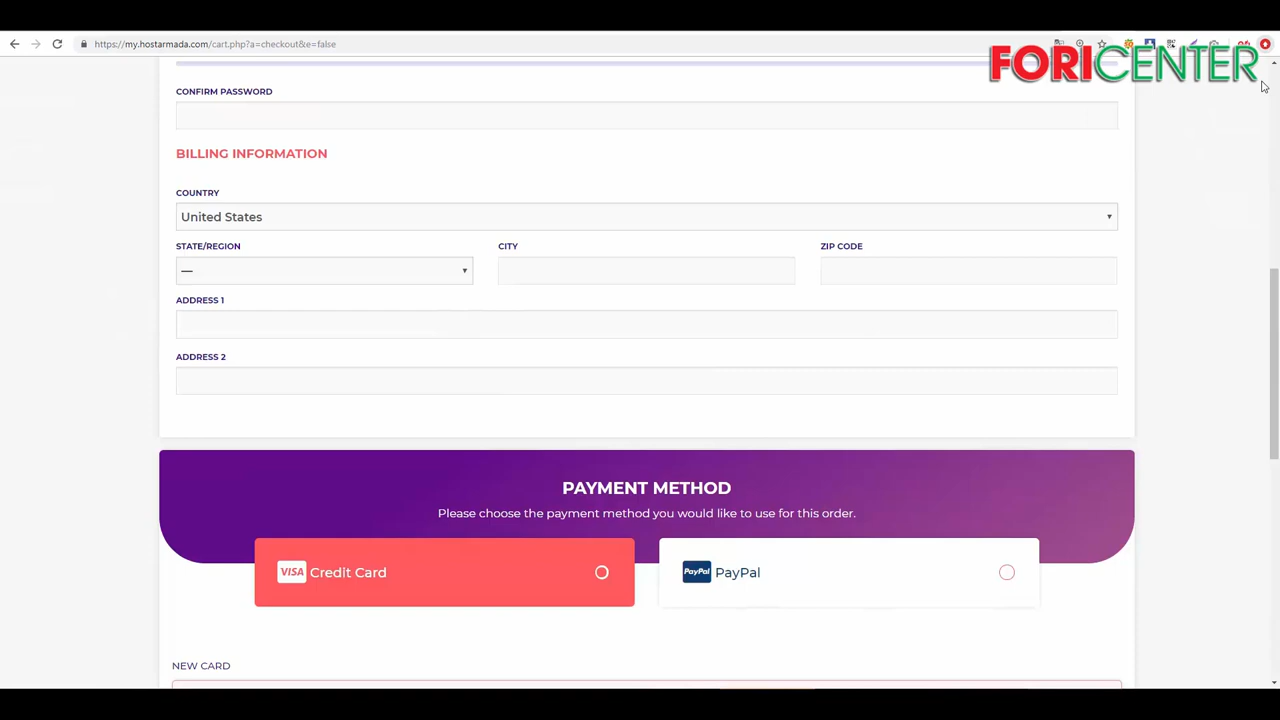 https://my.hostarmada.com/cart.php?a=checkout&e=false
FORICENTER
CONFIRM PASSWORD
BILLING INFORMATION
COUNTRY
United States
STATE/REGION
CITY
ZIP CODE
—
ADDRESS 1
ADDRESS 2
PAYMENT METHOD
Please choose the payment method you would like to use for this order.
VISA Credit Card
PayPal PayPal
NEW CARD